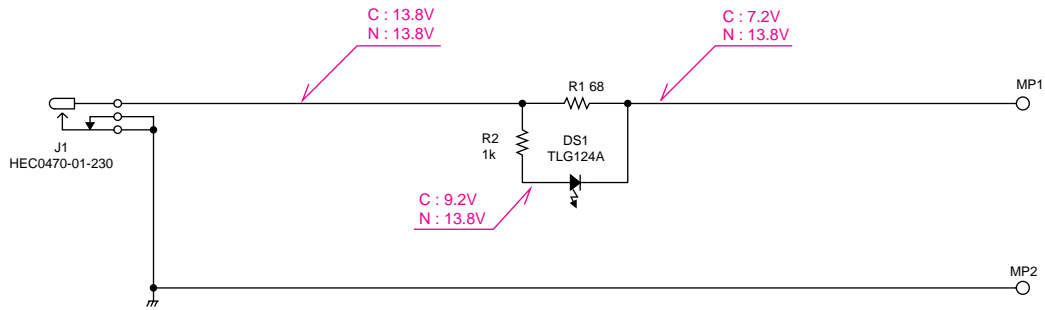 C : 13.8V
N : 13.8V
C : 7.2V
N : 13.8V
R1 68
MP1
J1
HEC0470-01-230
R2
1k
DS1
TLG124A
C : 9.2V
N : 13.8V
MP2